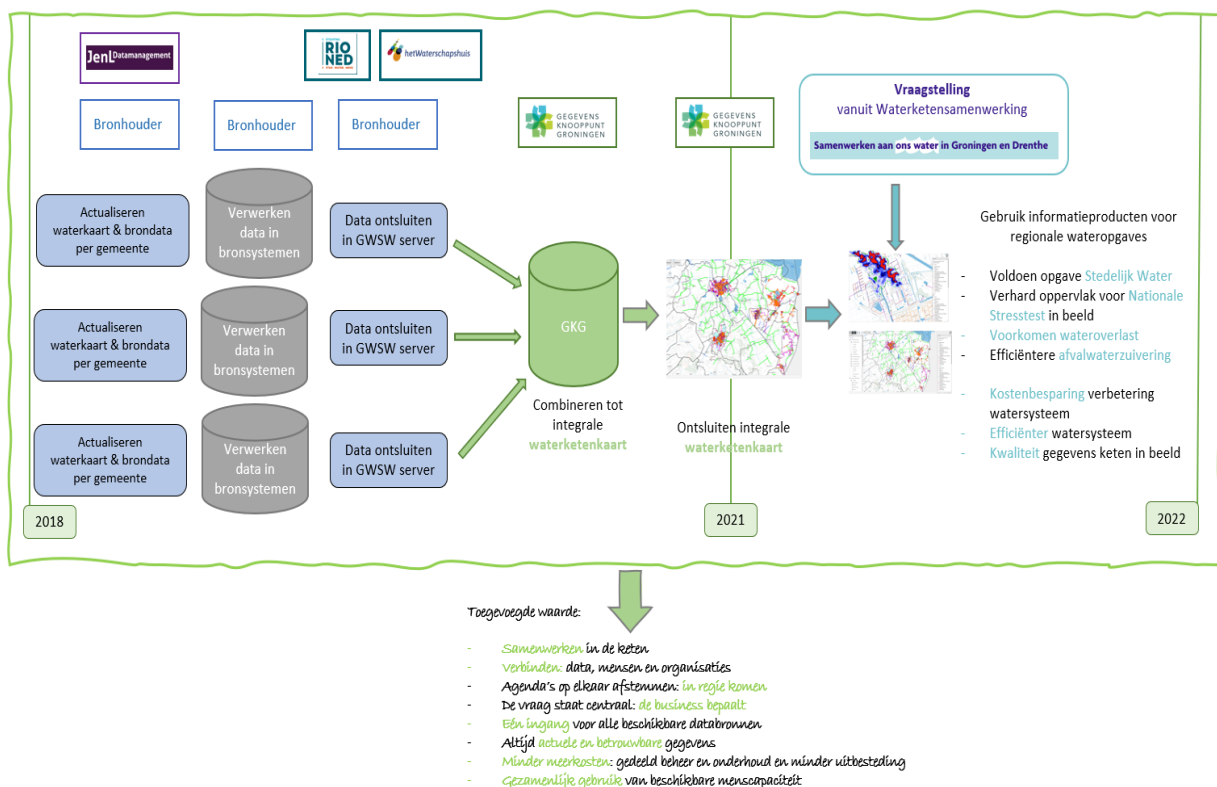 JenL Datamanagement
STICHTING
RIO
NED
hetWaterschapshuis
Bronhouder
Bronhouder
Bronhouder
GEGEVENS
KNOOPPUNT
GRONINGEN
GEGEVENS
KNOOPPUNT
GRONINGEN
Vraagstelling
vanuit Waterketensamenwerking
Samenwerken aan ons water in Groningen en Drenthe
Actualiseren
waterkaart & brondata
per gemeente
Verwerken
data in
bronsystemen
Data ontsluiten
in GWSW server
Actualiseren
waterkaart & brondata
per gemeente
Verwerken
data in
bronsystemen
Data ontsluiten
in GWSW server
Actualiseren
waterkaart & brondata
per gemeente
Verwerken
data in
bronsystemen
Data ontsluiten
in GWSW server
GKG
Combineren tot
integrale
waterketenkaart
Ontsluiten integrale
waterketenkaart
Gebruik informatieproducten voor
regionale wateropgaves
- Voldoen opgave Stedelijk Water
- Verhard oppervlak voor Nationale
Stresstest in beeld
- Voorkomen wateroverlast
- Efficiëntere afvalwaterzuivering
- Kostenbesparing verbetering
watersysteem
- Efficiënter watersysteem
- Kwaliteit gegevens keten in beeld
2018
2021
2022
Toegevoegde waarde:
- Samenwerken in de keten
- Verbinden: data, mensen en organisaties
- Agenda's op elkaar afstemmen: in regie komen
- De vraag staat centraal: de business bepaalt
- Eén ingang voor alle beschikbare databronnen
- Altijd actuele en betrouwbare gegevens
- Minder meerkosten: gedeeld beheer en onderhoud en minder uitbesteding
- Gezamenlijk gebruik van beschikbare menscapaciteit